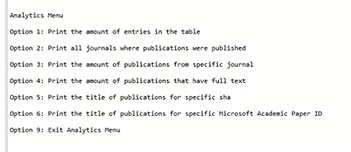 Analytics Menu
Option 1: Print the amount of entries in the table
Option 2: Print all journals where publications were published
Option 3: Print the amount of publications from specific journal
Option 4: Print the amount of publications that have full text
Option 5: Print the title of publications for specific sha
Option 6: Print the title of publications for specific Microsoft Academic Paper ID
Option 9: Exit Analytics Menu